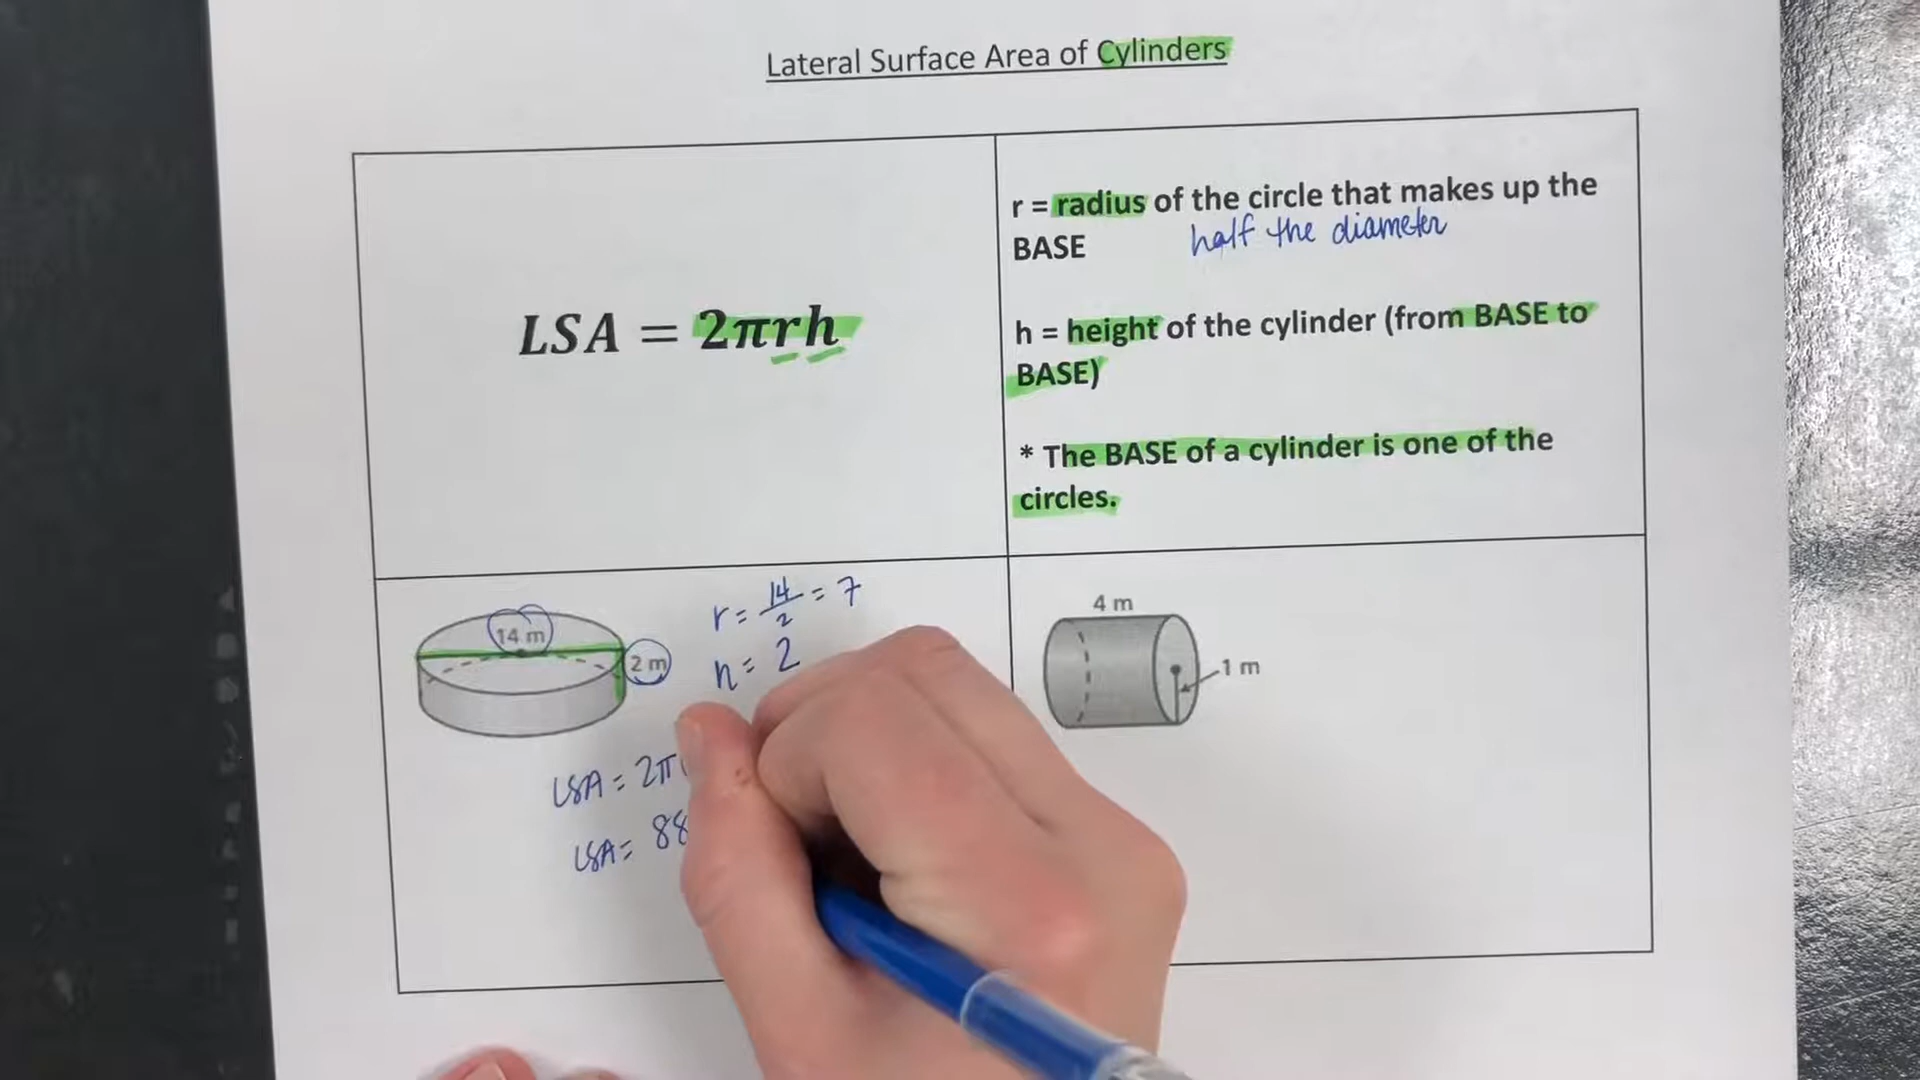 Lateral Surface Area of Cylinders
LSA = 2πrh
r = radius of the circle that makes up the
BASE
half the diameter
h = height of the cylinder (from BASE to
BASE)
* The BASE of a cylinder is one of the
circles.
14 m
2 m
r = 14/2 = 7
h = 2
LSA = 2π
LSA = 88
4 m
1 m